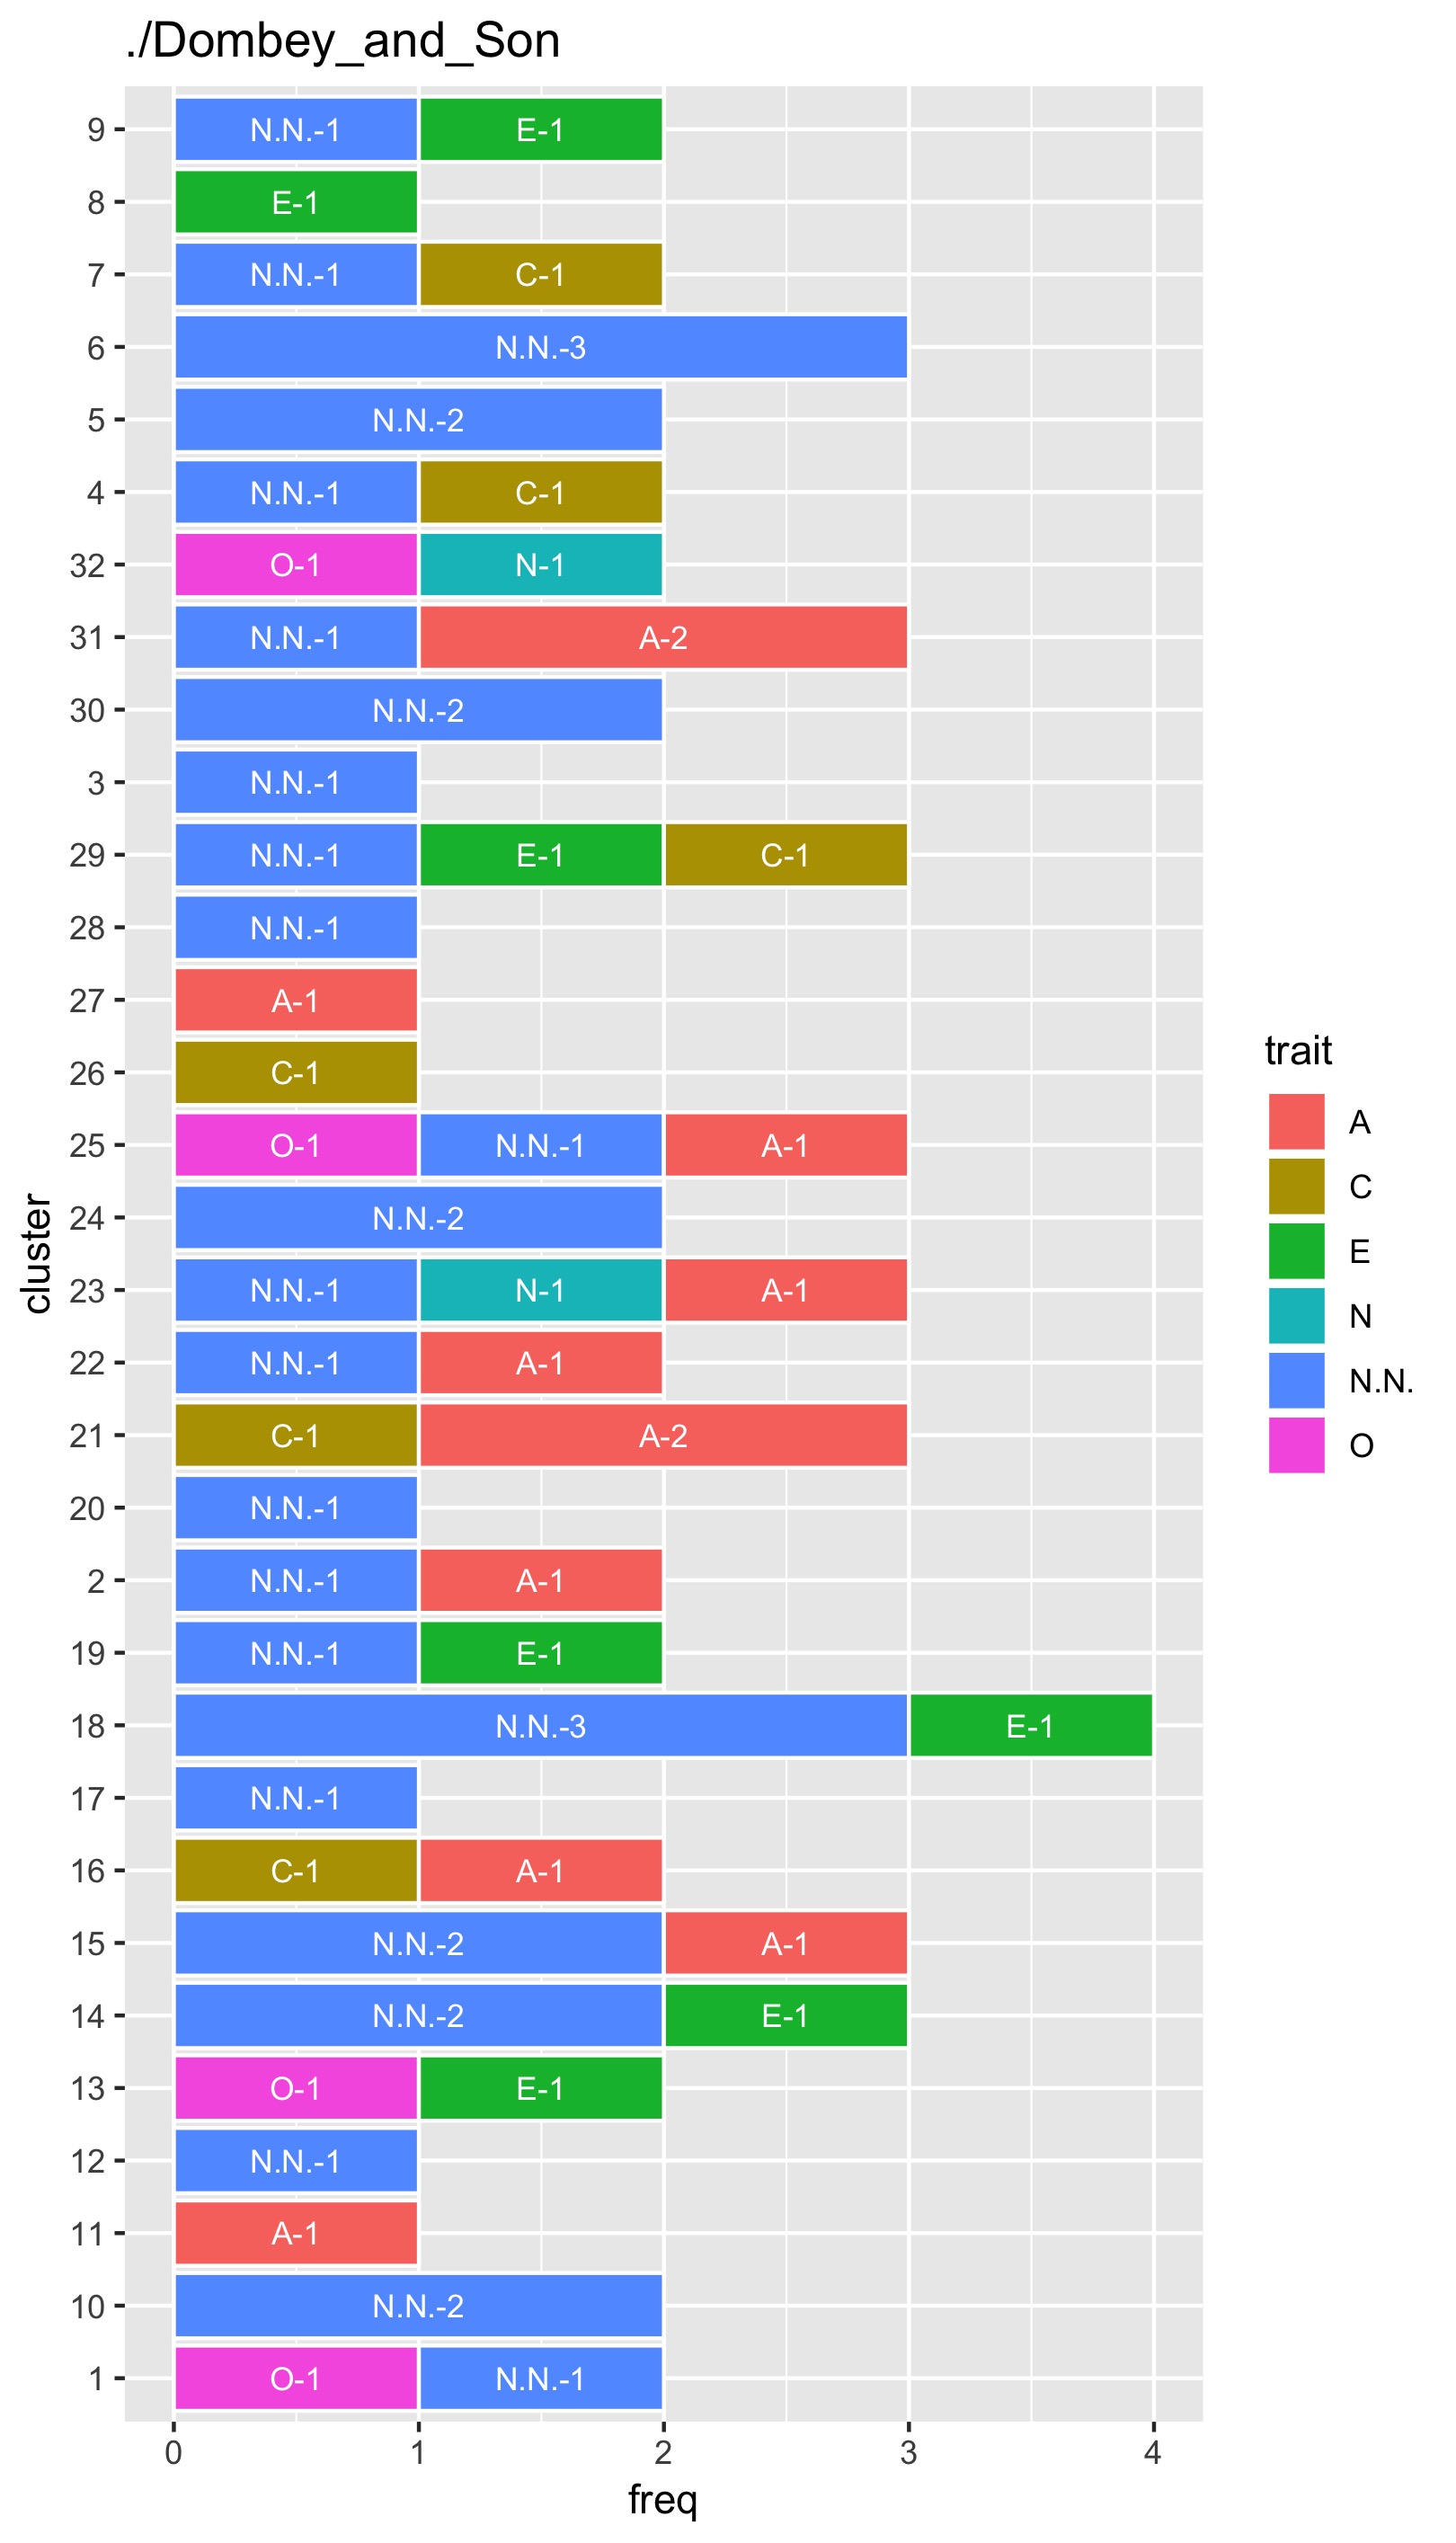 ./Dombey_and_Son
9 N.N.-1 E-1
8 E-1
7 N.N.-1 C-1
6 N.N.-3
5 N.N.-2
4 N.N.-1 C-1
32 O-1 N-1
31 N.N.-1 A-2
30 N.N.-2
3 N.N.-1
29 N.N.-1 E-1 C-1
28 N.N.-1
27 A-1
26 C-1
25 O-1 N.N.-1 A-1
24 N.N.-2
23 N.N.-1 N-1 A-1
22 N.N.-1 A-1
21 C-1 A-2
20 N.N.-1
2 N.N.-1 A-1
19 N.N.-1 E-1
18 N.N.-3 E-1
17 N.N.-1
16 C-1 A-1
15 N.N.-2 A-1
14 N.N.-2 E-1
13 O-1 E-1
12 N.N.-1
11 A-1
10 N.N.-2
1 O-1 N.N.-1
0 1 2 3 4
freq
cluster
trait
A
C
E
N
N.N.
O